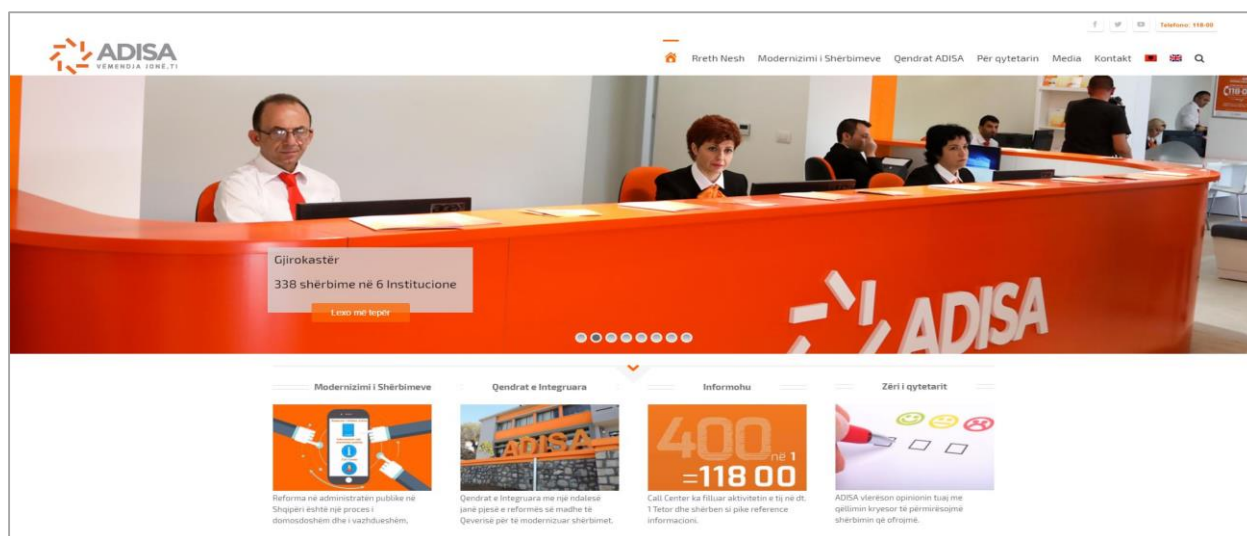 Telefono: 118-00
ADISA
VEMENDJA JONË, TI
Rreth Nesh Modernizimi i Shërbimeve Qendrat ADISA Për qytetarin Media Kontakt
Gjirokastër
338 shërbime në 6 Institucione
Lexo më tepër
ADISA
Modernizimi i Shërbimeve
Reforma në administratën publike në
Shqipëri është një proces i
domosdoshëm dhe i vazhdueshëm,
Qendrat e Integruara
ADISA
Qendrat e Integruara me një ndalesë
janë pjesë e reformës së madhe të
Qeverisë për të modernizuar shërbimet.
Informohu
400 në 1
=118 00
Call Center ka filluar aktivitetin e tij në dt.
1 Tetor dhe shërben si pikë reference
informacioni.
Zëri i qytetarit
ADISA vlerëson opinionin tuaj me
qëllimin kryesor të përmirësojmë
shërbimin që ofrojmë.